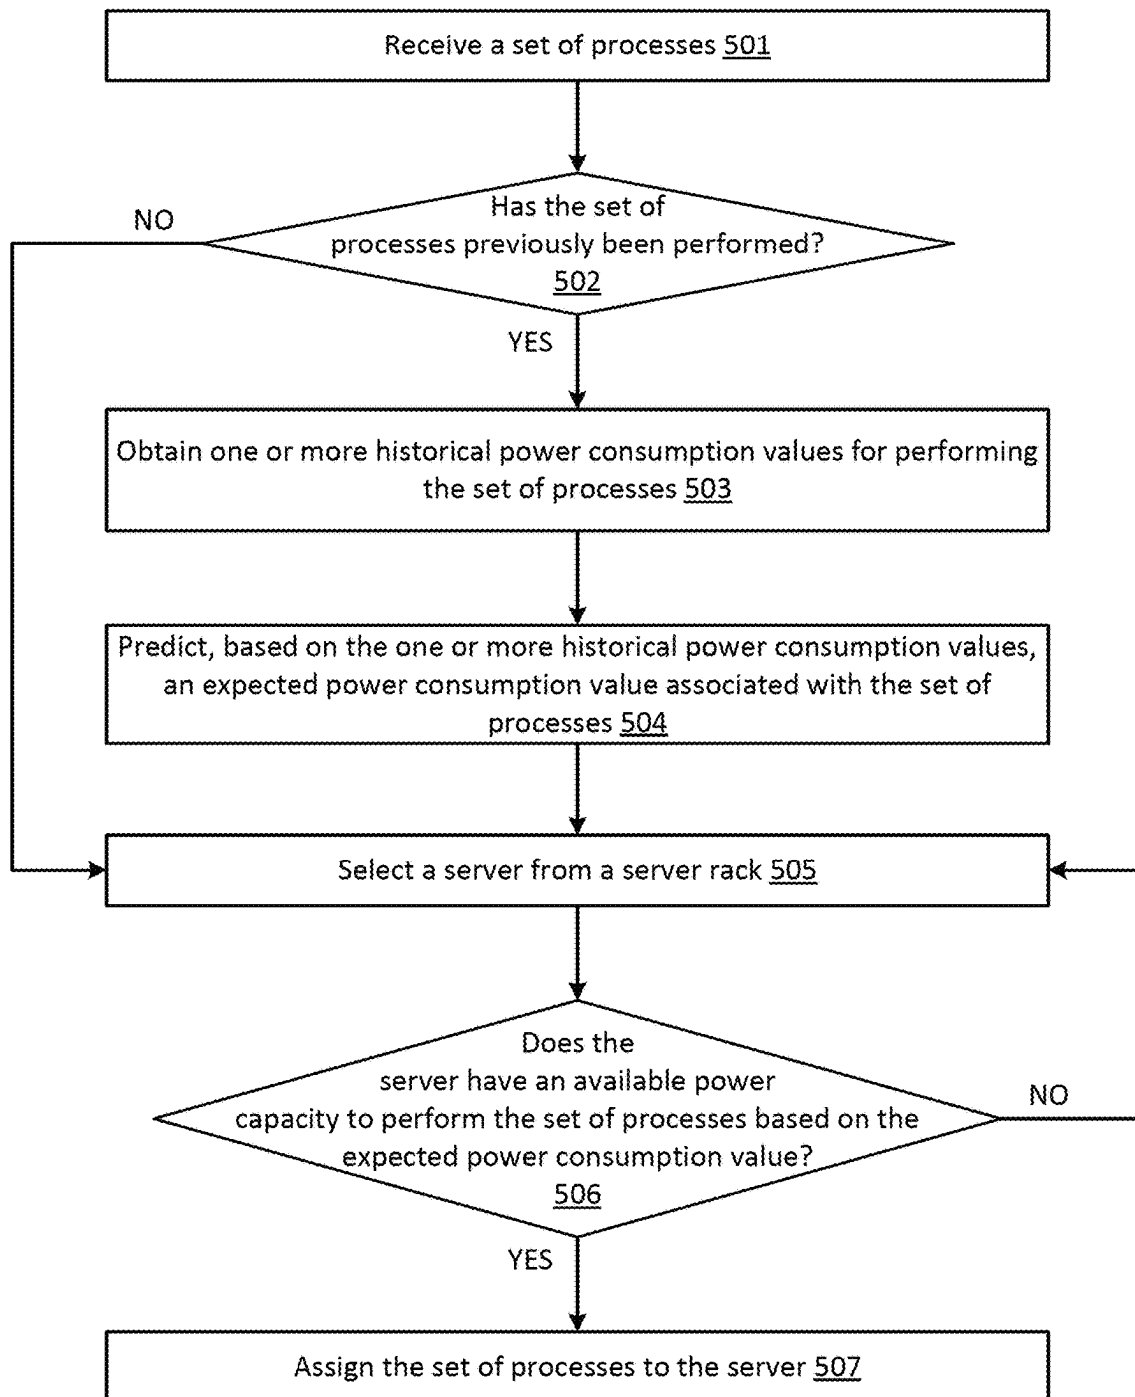 Receive a set of processes 501
NO
Has the set of
processes previously been performed?
502
YES
Obtain one or more historical power consumption values for performing
the set of processes 503
Predict, based on the one or more historical power consumption values,
an expected power consumption value associated with the set of
processes 504
Select a server from a server rack 505
Does the
server have an available power
capacity to perform the set of processes based on the
expected power consumption value?
506
NO
YES
Assign the set of processes to the server 507